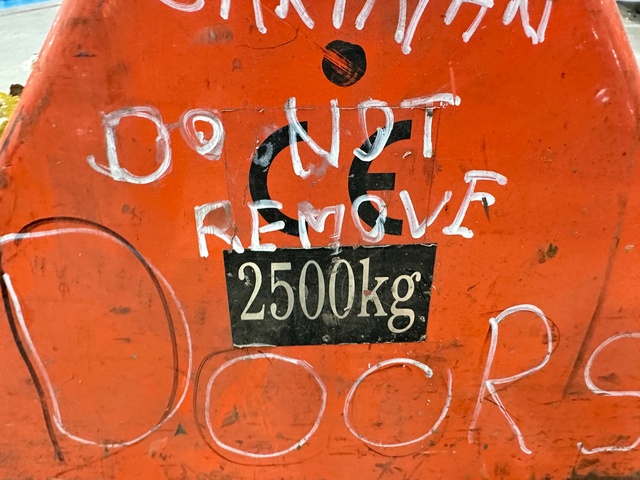 DO NOT
CE
REMOVE
2500kg
DOORS